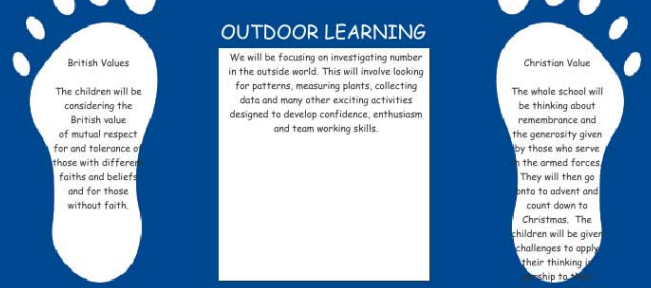 British Values
The children will be
considering the
British value
of mutual respect
for and tolerance of
those with different
faiths and beliefs
and for those
without faith.
OUTDOOR LEARNING
We will be focusing on investigating number
in the outside world. This will involve looking
for patterns, measuring plants, collecting
data and many other exciting activities
designed to develop confidence, enthusiasm
and team working skills.
Christian Value
The whole school will
be thinking about
remembrance and
the generosity given
by those who serve
in the armed forces.
They will then go
onto to advent and
count down to
Christmas. The
children will be given
challenges to apply
their thinking in